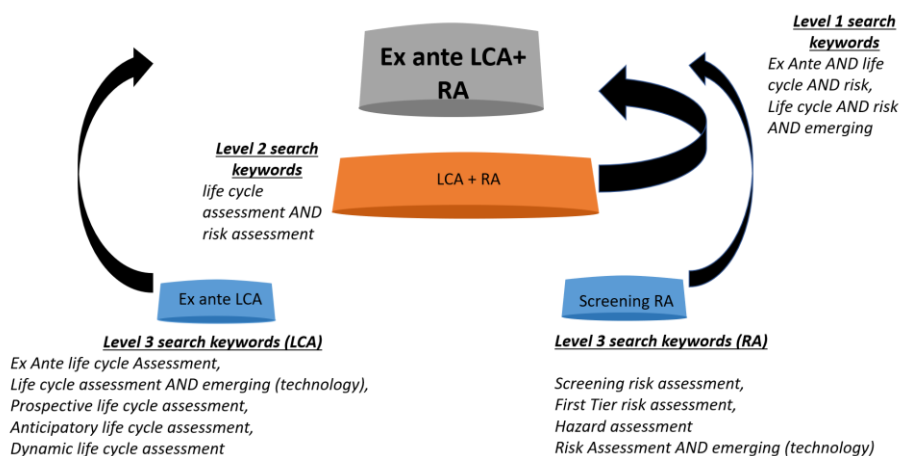 Ex ante LCA+
RA
Level 1 search
keywords
Ex Ante AND life
cycle AND risk,
Life cycle AND risk
AND emerging
Level 2 search
keywords
life cycle
assessment AND
risk assessment
LCA + RA
Ex ante LCA
Level 3 search keywords (LCA)
Ex Ante life cycle Assessment,
Life cycle assessment AND emerging (technology),
Prospective life cycle assessment,
Anticipatory life cycle assessment,
Dynamic life cycle assessment
Screening RA
Level 3 search keywords (RA)
Screening risk assessment,
First Tier risk assessment,
Hazard assessment
Risk Assessment AND emerging (technology)